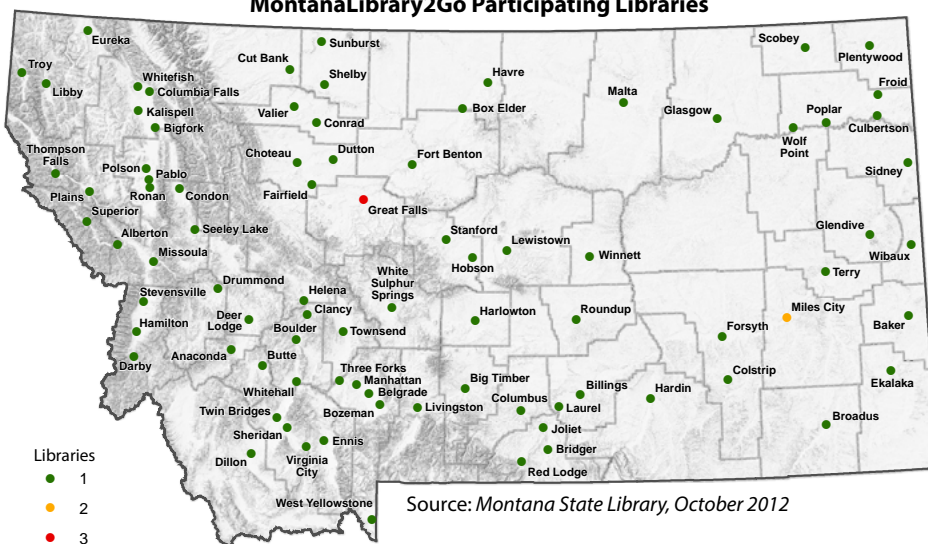 MontanaLibrary2Go Participating Libraries
Eureka
Troy
Libby
Whitefish
Columbia Falls
Kalispell
Bigfork
Cut Bank
Sunburst
Shelby
Valier
Conrad
Havre
Box Elder
Malta
Glasgow
Scobey
Plentywood
Froid
Poplar
Culbertson
Wolf
Point
Sidney
Thompson
Falls
Plains
Polson
Pablo
Ronan
Condon
Choteau
Dutton
Fort Benton
Fairfield
Great Falls
Superior
Alberton
Seeley Lake
Missoula
Stanford
Lewistown
Hobson
Winnett
Glendive
Wibaux
Terry
Stevensville
Drummond
Helena
Clancy
White
Sulphur
Springs
Hamilton
Deer
Lodge
Boulder
Townsend
Harlowton
Roundup
Forsyth
Miles City
Baker
Darby
Anaconda
Butte
Whitehall
Three Forks
Manhattan
Belgrade
Bozeman
Livingston
Big Timber
Columbus
Billings
Laurel
Hardin
Colstrip
Ekalaka
Broadus
Twin Bridges
Sheridan
Ennis
Dillon
Virginia
City
Joliet
Bridger
Red Lodge
West Yellowstone
Libraries
1
2
3
Source: Montana State Library, October 2012